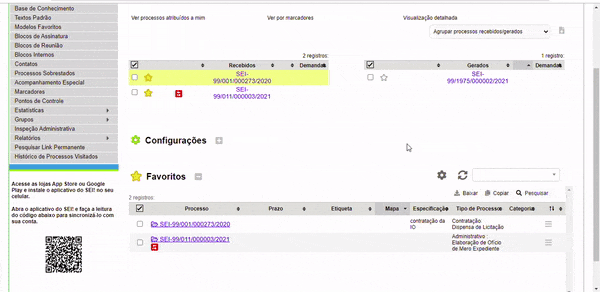 Base de Conhecimento
Textos Padrão
Modelos Favoritos
Blocos de Assinatura
Blocos de Reunião
Blocos Internos
Contatos
Processos Sobrestados
Acompanhamento Especial
Marcadores
Pontos de Controle
Estatísticas
Grupos
Inspeção Administrativa
Relatórios
Pesquisar Link Permanente
Histórico de Processos Visitados
Acesse as lojas App Store ou Google
Play e instale o aplicativo do SEI! no seu
celular.
Abra o aplicativo do SEI! e faça a leitura
do código abaixo para sincronizá-lo com
sua conta.
Ver processos atribuídos a mim
Ver por marcadores
Visualização detalhada
Agrupar processos recebidos/gerados
2 registros:
Recebidos
Demandas
SEI-
99/001/000273/2020
SEI-
99/011/000003/2021
1 registro:
Gerados
Demandas
SEI-
99/1975/000002/2021
Configurações
Favoritos
Baixar
Copiar
Pesquisar
2 registros:
Processo
Prazo
Etiqueta
Mapa
Especificação
Tipo de Processo
Categoria
SEI-99/001/000273/2020
contratação da
IO
Contratação
Dispensa de Licitação
SEI-99/011/000003/2021
Administrativo :
Elaboração de Ofício
de Mero Expediente